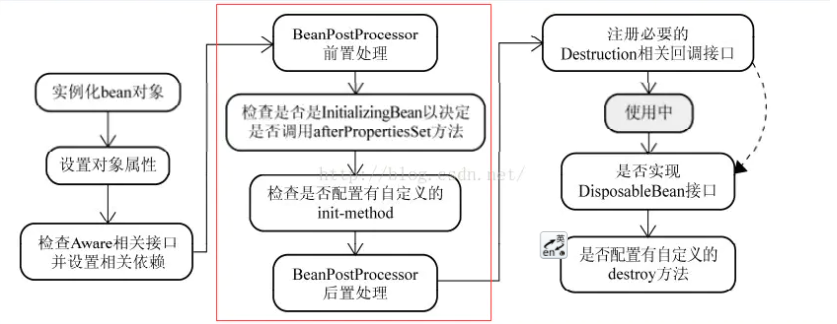 实例化bean对象
设置对象属性
检查Aware相关接口
并设置相关依赖
BeanPostProcessor
前置处理
检查是否是InitializingBean以决定
是否调用afterPropertiesSet方法
http://blog.csdn.net/
检查是否配置有自定义的
init-method
BeanPostProcessor
后置处理
注册必要的
Destruction相关回调接口
使用中
是否实现
DisposableBean接口
英
en
是否配置有自定义的
destroy方法